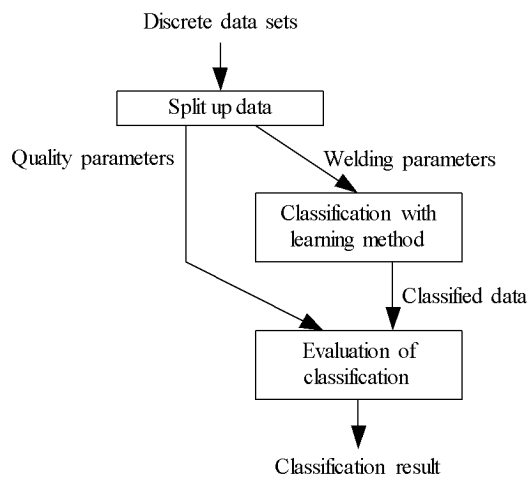 Discrete data sets
Split up data
Quality parameters
Welding parameters
Classification with
learning method
Classified data
Evaluation of
classification
Classification result